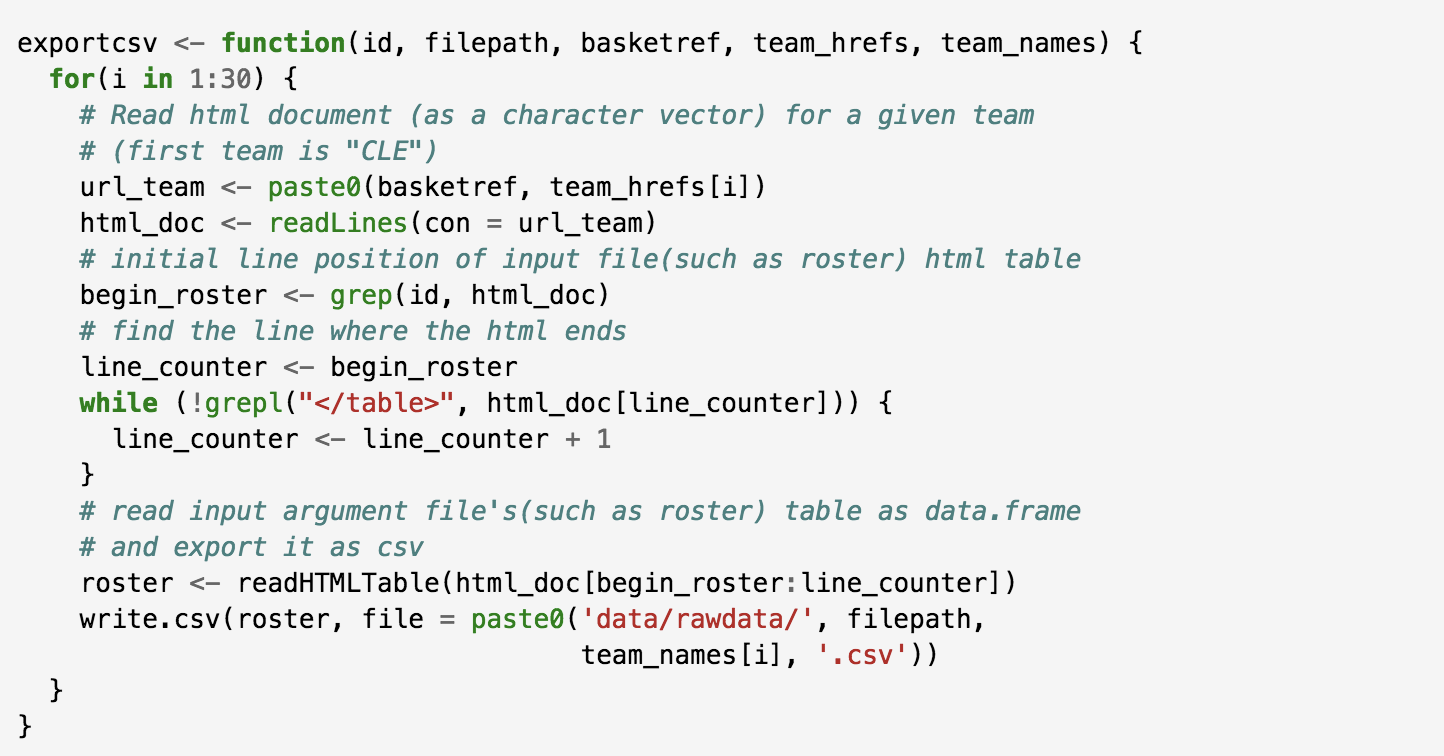 exportcsv <- function(id, filepath, basketref, team_hrefs, team_names) {
  for(i in 1:30) {
    # Read html document (as a character vector) for a given team
    # (first team is "CLE")
    url_team <- paste0(basketref, team_hrefs[i])
    html_doc <- readLines(con = url_team)
    # initial line position of input file(such as roster) html table
    begin_roster <- grep(id, html_doc)
    # find the line where the html ends
    line_counter <- begin_roster
    while (!grepl("</table>", html_doc[line_counter])) {
      line_counter <- line_counter + 1
    }
    # read input argument file's(such as roster) table as data.frame
    # and export it as csv
    roster <- readHTMLTable(html_doc[begin_roster:line_counter])
    write.csv(roster, file = paste0('data/rawdata/', filepath,
                                    team_names[i], '.csv'))
  }
}